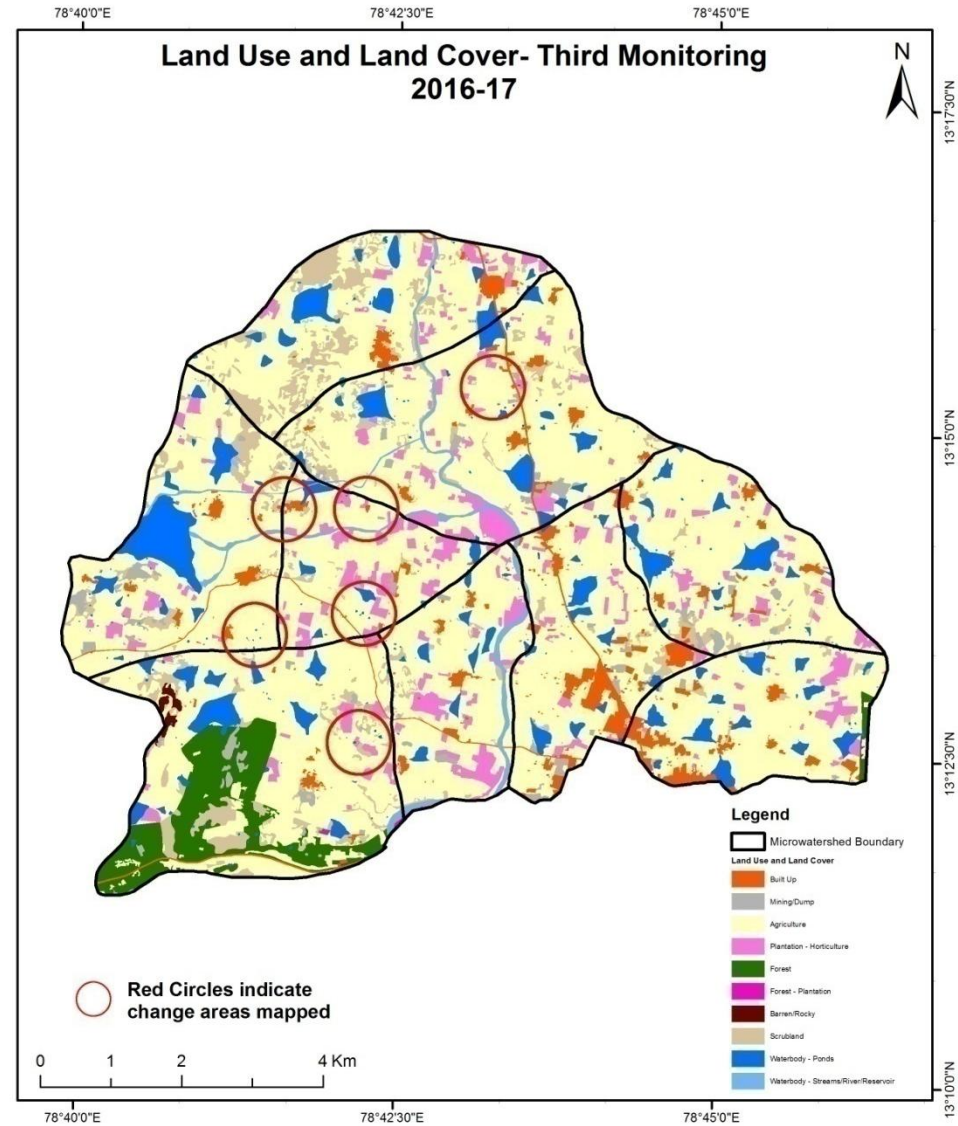 78°40'0"E
78°42'30"E
78°45'0"E
Land Use and Land Cover- Third Monitoring
2016-17
N
13°17'30"N
13°15'0"N
13°12'30"N
13°10'0"N
Legend
Microwatershed Boundary
Land Use and Land Cover
Built Up
Mining/Dump
Agriculture
Plantation - Horticulture
Forest
Forest - Plantation
Barren/Rocky
Scrubland
Waterbody - Ponds
Waterbody - Streams/River/Reservoir
Red Circles indicate
change areas mapped
0 1 2 4 Km
78°40'0"E
78°42'30"E
78°45'0"E